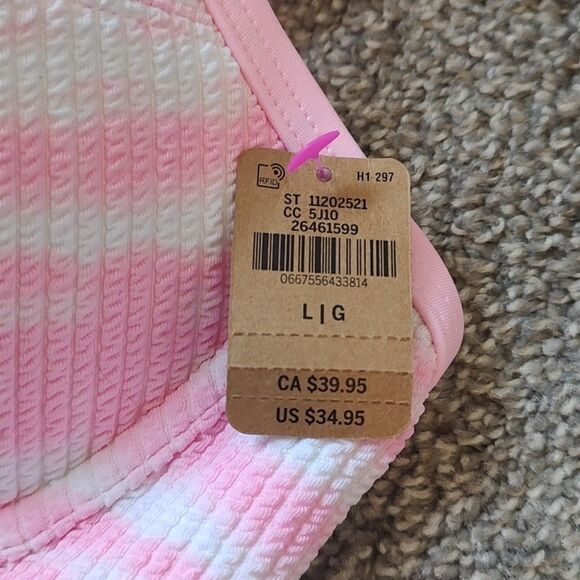 RFID
H1 297
ST 11202521
CC 5J10
26461599
0667556433814
L | G
CA $39.95
US $34.95